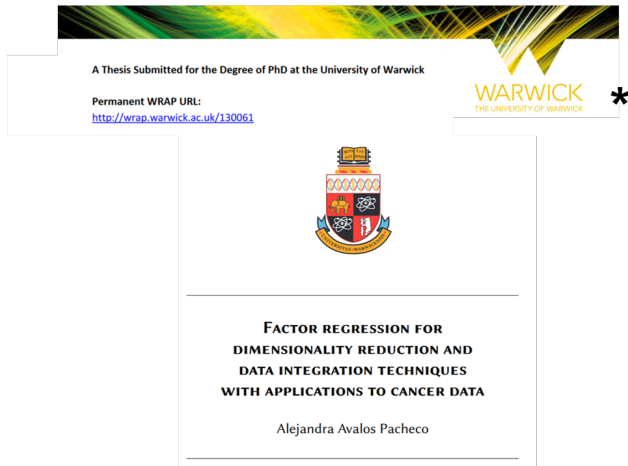 A Thesis Submitted for the Degree of PhD at the University of Warwick
Permanent WRAP URL:
http://wrap.warwick.ac.uk/130061
WARWICK
THE UNIVERSITY OF WARWICK
*
FACTOR REGRESSION FOR
DIMENSIONALITY REDUCTION AND
DATA INTEGRATION TECHNIQUES
WITH APPLICATIONS TO CANCER DATA
Alejandra Avalos Pacheco